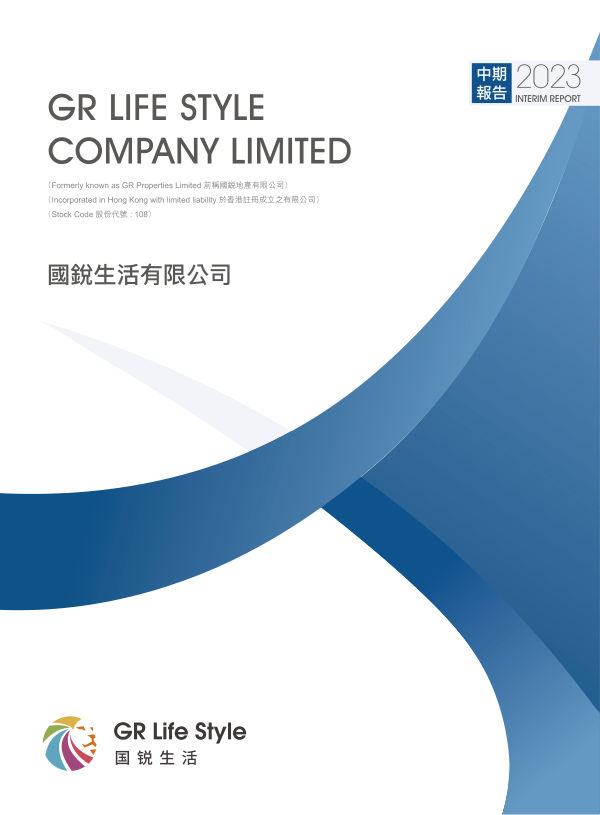 中期
報告
2023
INTERIM REPORT
GR LIFE STYLE
COMPANY LIMITED
(Formerly known as GR Properties Limited 前稱國銳地產有限公司)
(Incorporated in Hong Kong with limited liability 於香港註冊成立之有限公司)
(Stock Code 股份代號 : 108)
國銳生活有限公司
GR Life Style
国锐生活